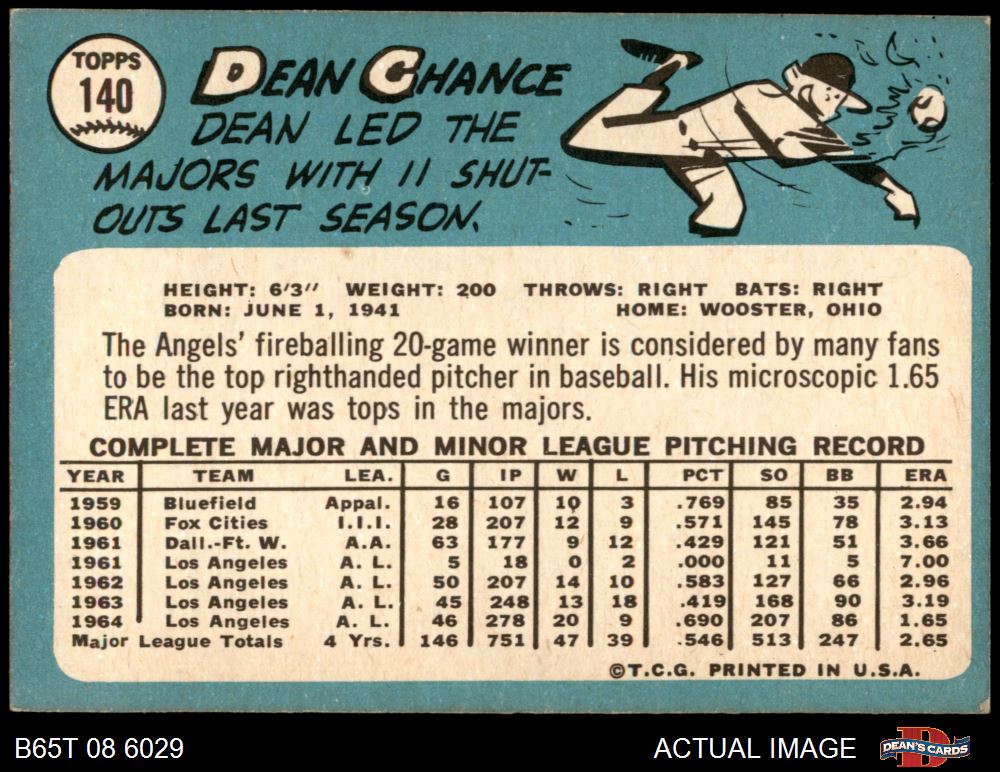 TOPPS
140
DEAN CHANCE
DEAN LED THE
MAJORS WITH 11 SHUT-
OUTS LAST SEASON.
HEIGHT: 6'3" WEIGHT: 200 THROWS: RIGHT BATS: RIGHT
BORN: JUNE 1, 1941 HOME: WOOSTER, OHIO
The Angels' fireballing 20-game winner is considered by many fans
to be the top righthanded pitcher in baseball. His microscopic 1.65
ERA last year was tops in the majors.
COMPLETE MAJOR AND MINOR LEAGUE PITCHING RECORD
YEAR TEAM LEA. G IP W L PCT SO BB ERA
1959 Bluefield Appal. 16 107 10 3 .769 85 35 2.94
1960 Fox Cities I.I.I. 28 207 12 9 .571 145 78 3.13
1961 Dall.-Ft. W. A.A. 63 177 9 12 .429 121 51 3.66
1961 Los Angeles A. L. 5 18 0 2 .000 11 5 7.00
1962 Los Angeles A. L. 50 207 14 10 .583 127 66 2.96
1963 Los Angeles A. L. 45 248 13 18 .419 168 90 3.19
1964 Los Angeles A. L. 46 278 20 9 .690 207 86 1.65
Major League Totals 4 Yrs. 146 751 47 39 .546 513 247 2.65
©T.C.G. PRINTED IN U.S.A.
B65T 08 6029 ACTUAL IMAGE DEAN'S CARDS